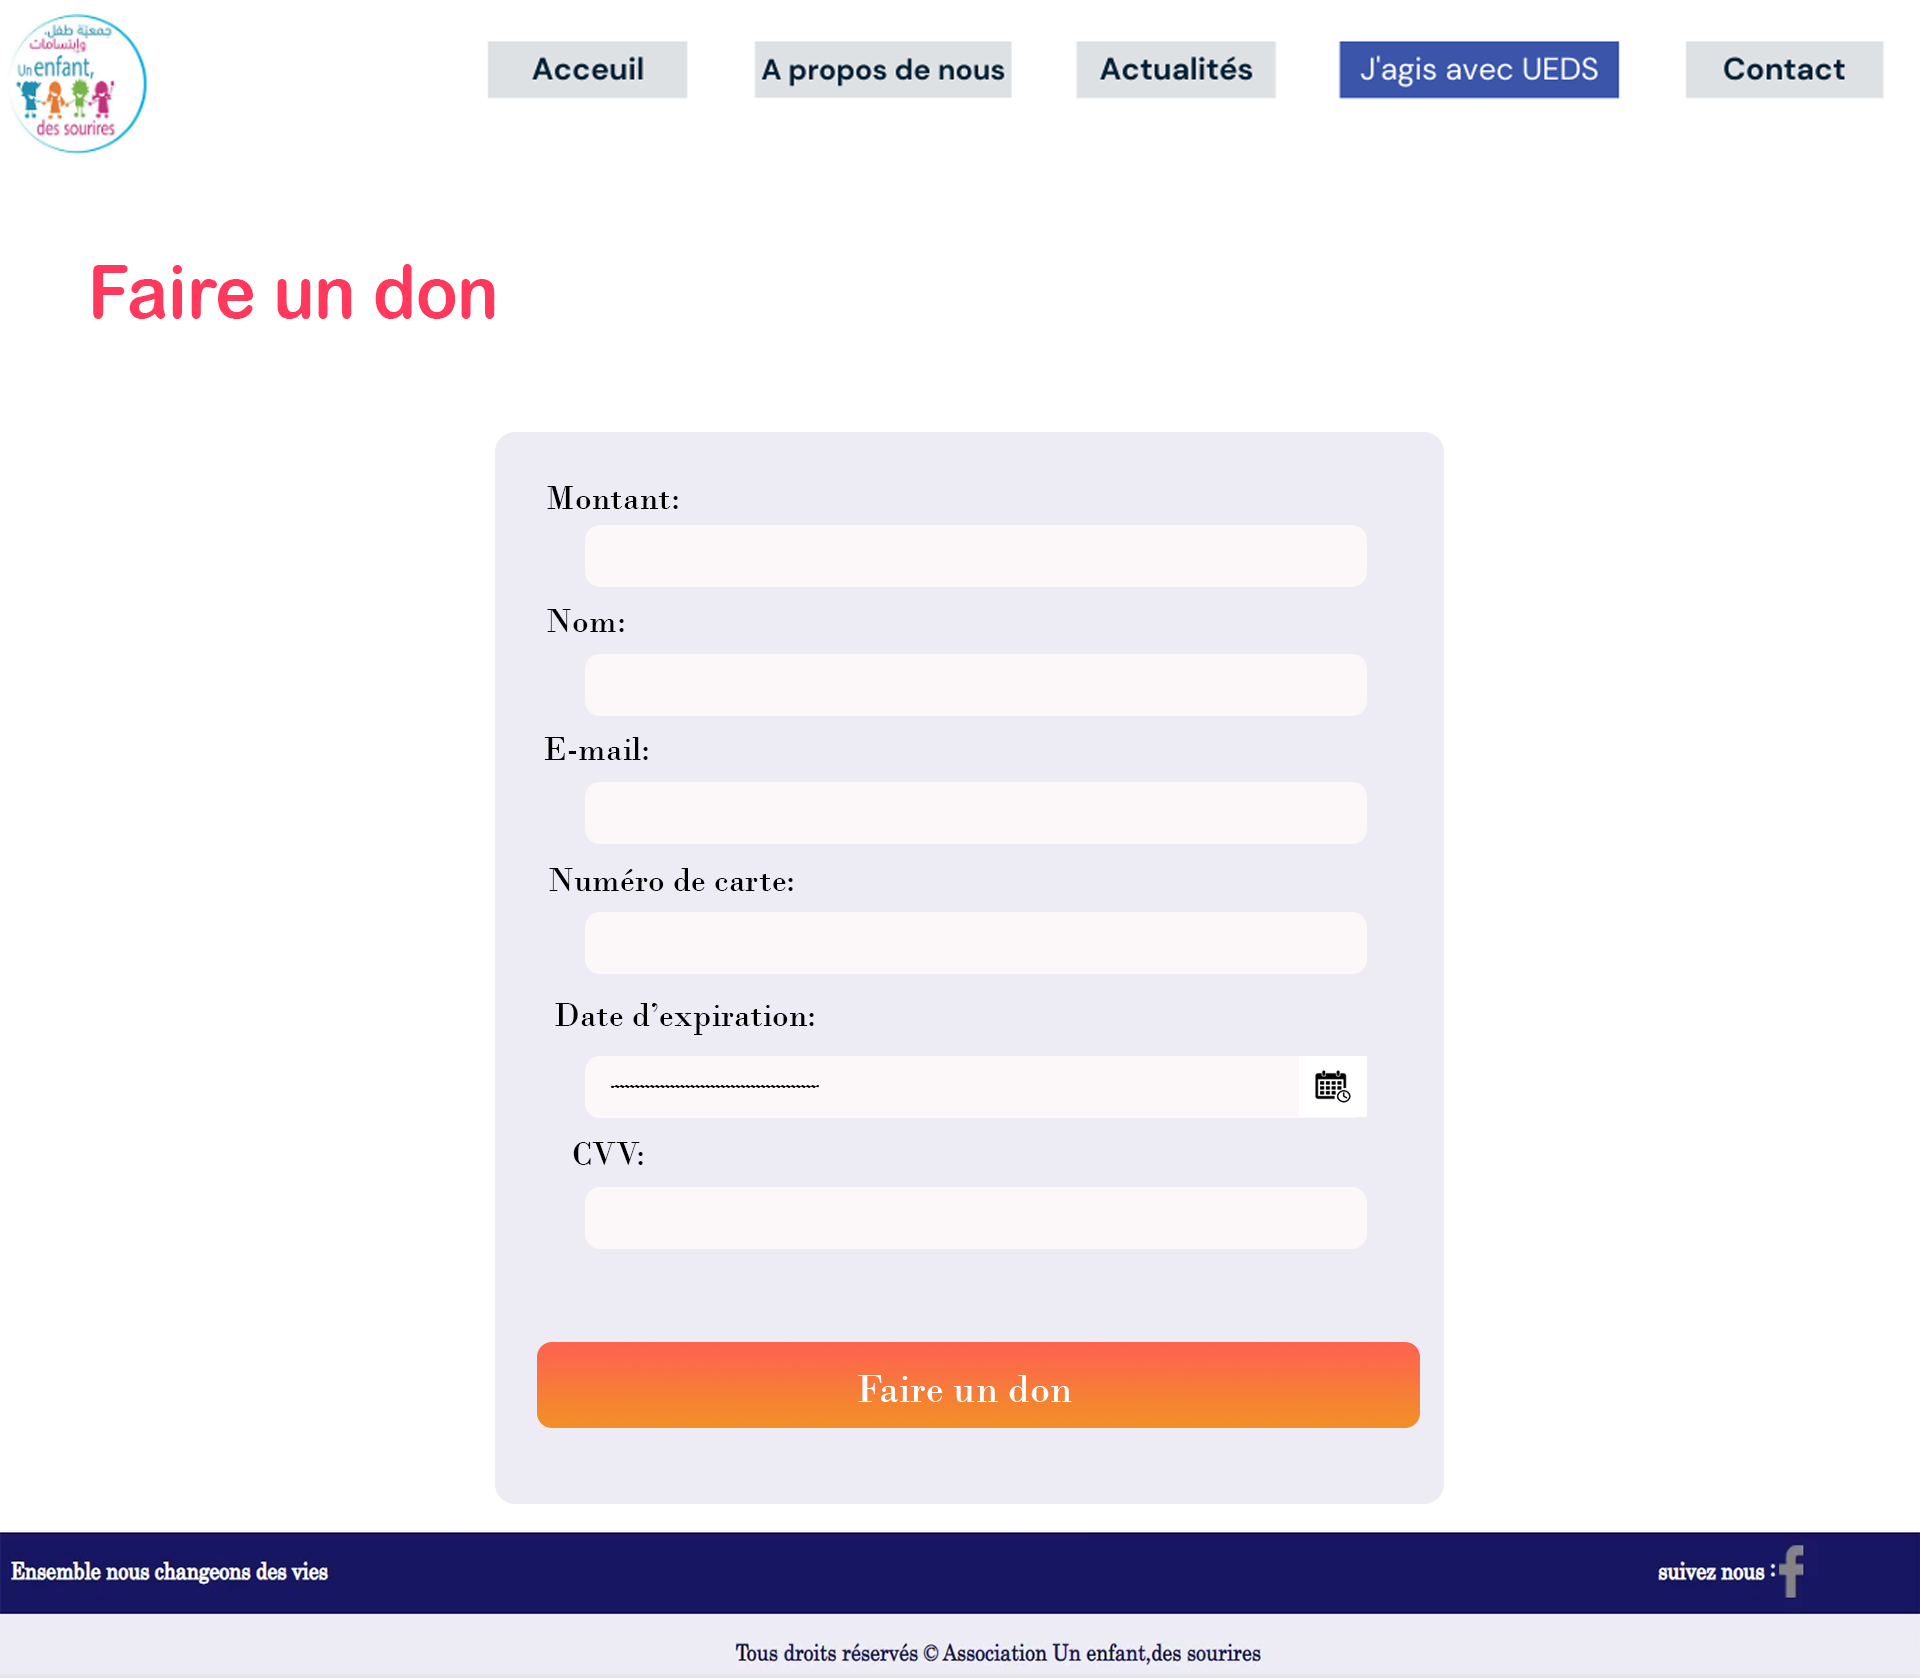 جمعيّة طفل،
وإبتسامات
Un enfant,
des sourires
Acceuil
A propos de nous
Actualités
J'agis avec UEDS
Contact
Faire un don
Montant:
Nom:
E-mail:
Numéro de carte:
Date d’expiration:
CVV:
Faire un don
Ensemble nous changeons des vies
suivez nous :
Tous droits réservés © Association Un enfant,des sourires